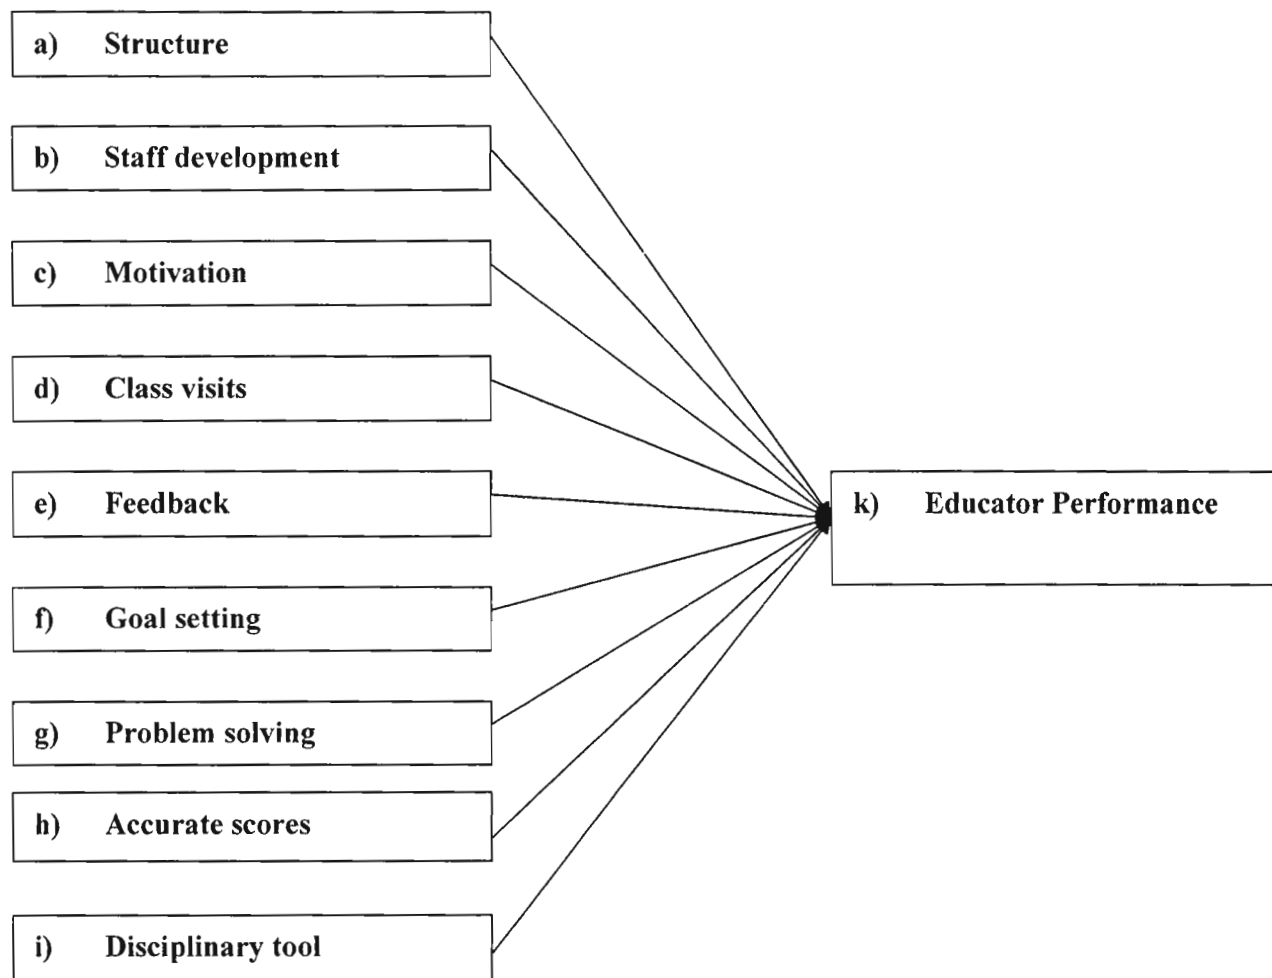 a) Structure
b) Staff development
c) Motivation
d) Class visits
e) Feedback
k) Educator Performance
f) Goal setting
g) Problem solving
h) Accurate scores
i) Disciplinary tool